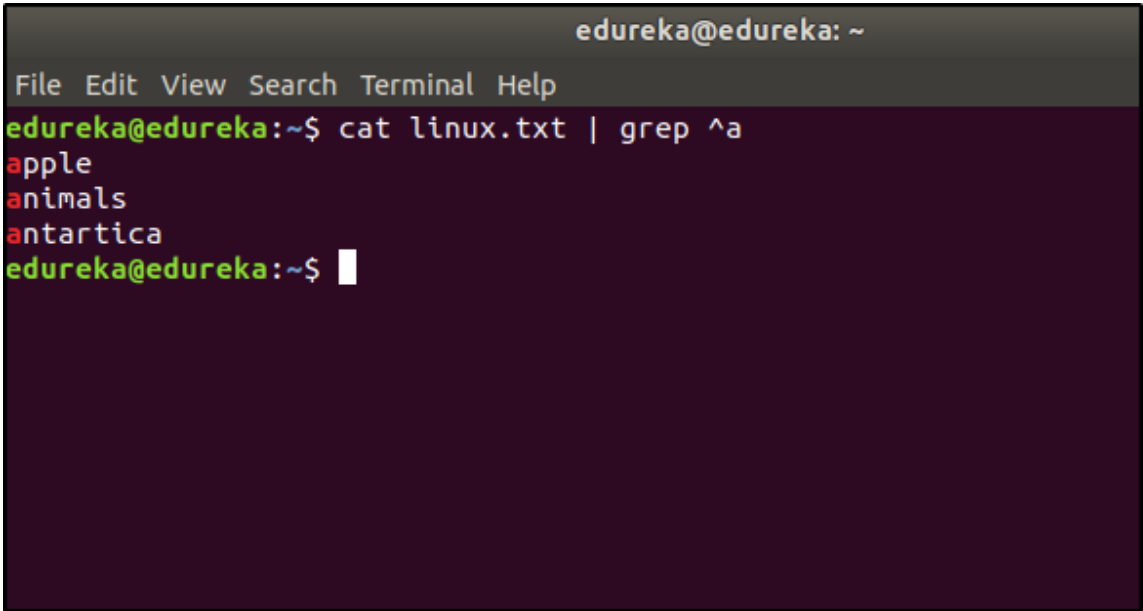 edureka@edureka: ~
File Edit View Search Terminal Help
edureka@edureka:~$ cat linux.txt | grep ^a
apple
animals
antartica
edureka@edureka:~$